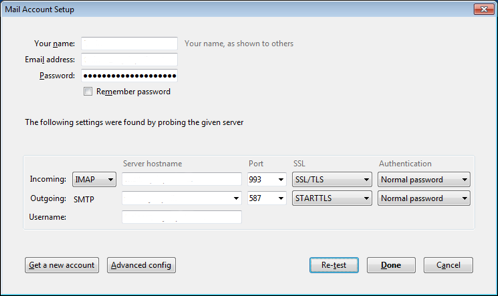 Mail Account Setup
Your name: Your name, as shown to others
Email address:
Password: ●●●●●●●●●●●●●●●●●●
Remember password
The following settings were found by probing the given server
Server hostname Port SSL Authentication
Incoming: IMAP 993 SSL/TLS Normal password
Outgoing: SMTP 587 STARTTLS Normal password
Username:
Get a new account Advanced config Re-test Done Cancel